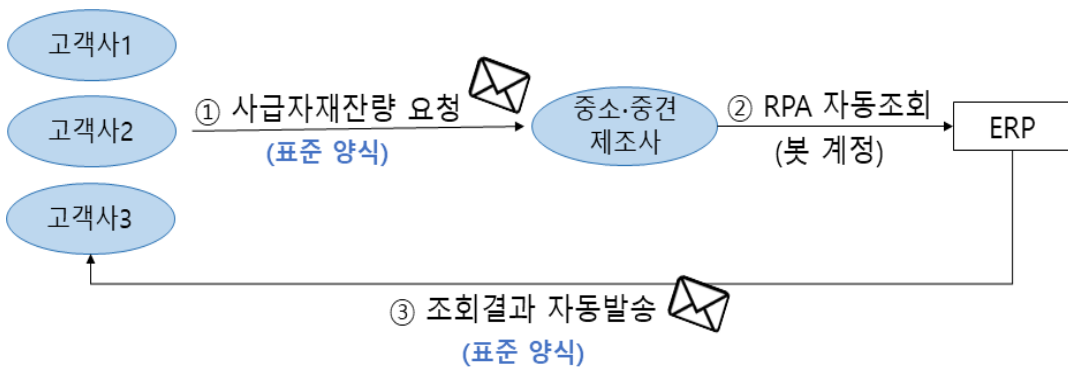 고객사1
고객사2
고객사3
① 사급자재잔량 요청
(표준 양식)
중소·중견
제조사
② RPA 자동조회
(봇 계정)
ERP
③ 조회결과 자동발송
(표준 양식)